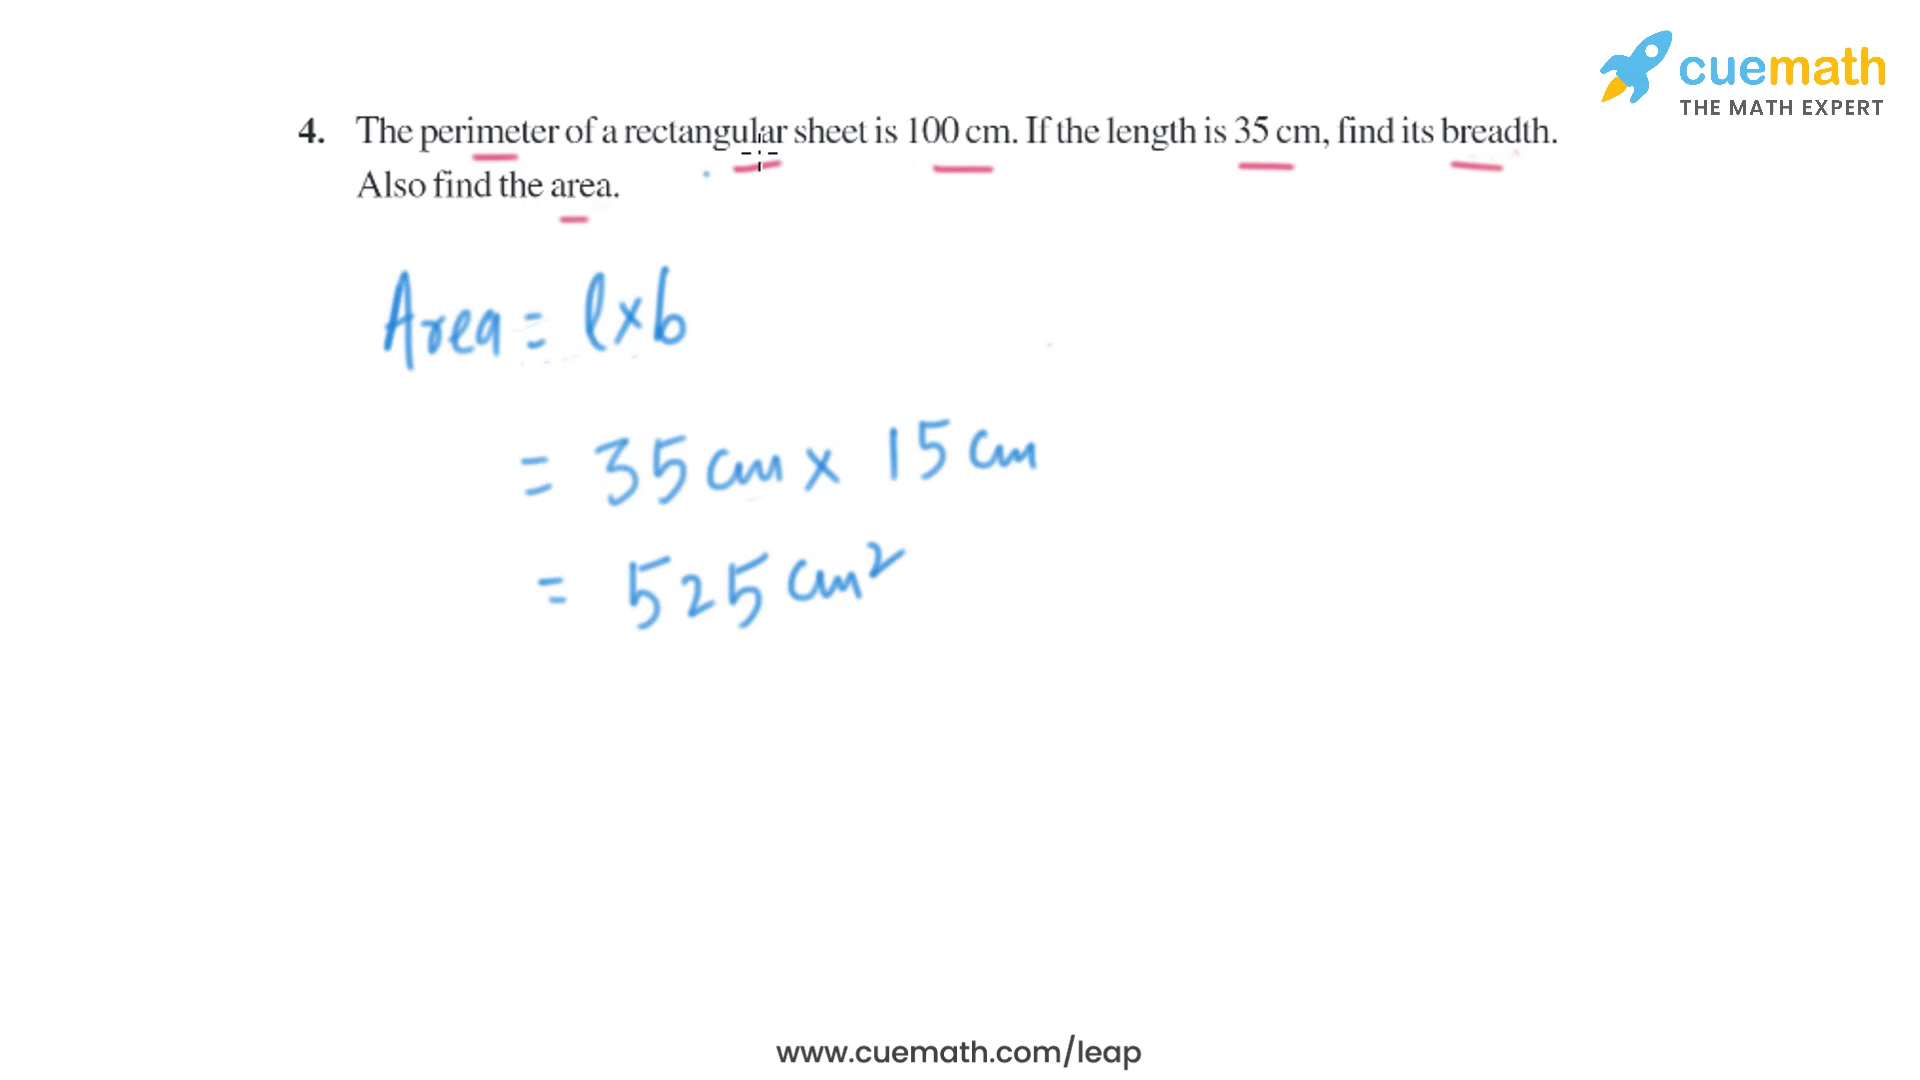 cuemath
THE MATH EXPERT
4. The perimeter of a rectangular sheet is 100 cm. If the length is 35 cm, find its breadth.
Also find the area.
Area = l × b
= 35 cm × 15 cm
= 525 cm²
www.cuemath.com/leap